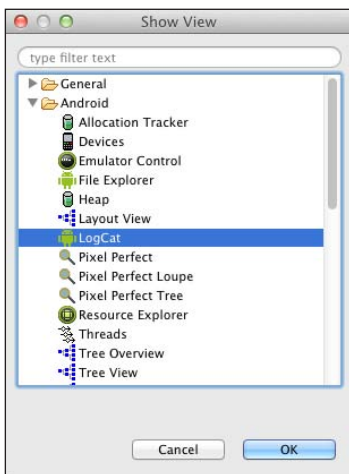 Show View
type filter text
General
Android
Allocation Tracker
Devices
Emulator Control
File Explorer
Heap
Layout View
LogCat
Pixel Perfect
Pixel Perfect Loupe
Pixel Perfect Tree
Resource Explorer
Threads
Tree Overview
Tree View
Cancel OK